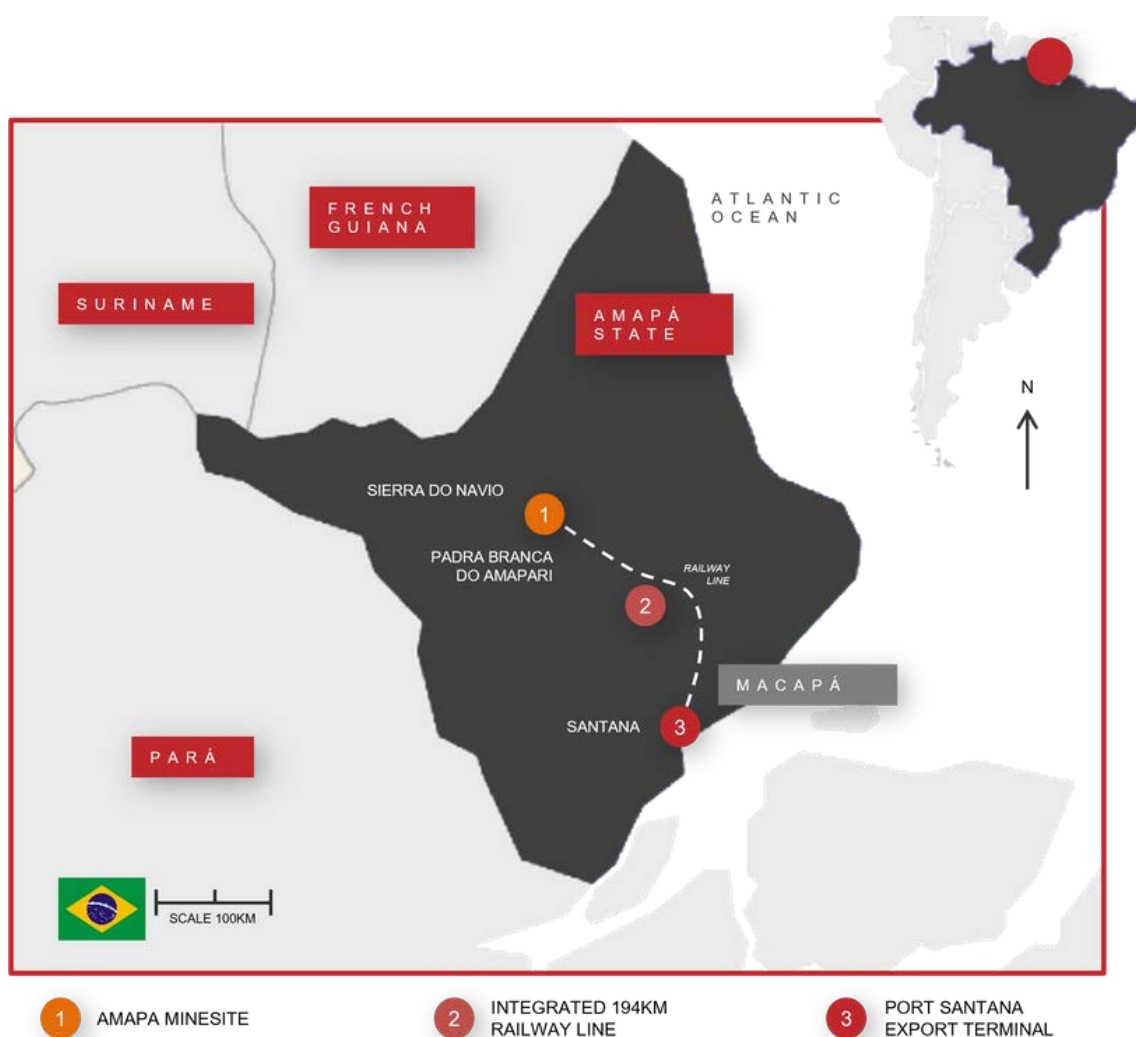 FRENCH
GUIANA
ATLANTIC
OCEAN
SURINAME
AMAPÁ
STATE
N
SIERRA DO NAVIO
1
PADRA BRANCA
DO AMAPARI
RAILWAY
LINE
2
MACAPÁ
SANTANA
3
PARÁ
SCALE 100KM
1 AMAPA MINESITE
2 INTEGRATED 194KM
RAILWAY LINE
3 PORT SANTANA
EXPORT TERMINAL